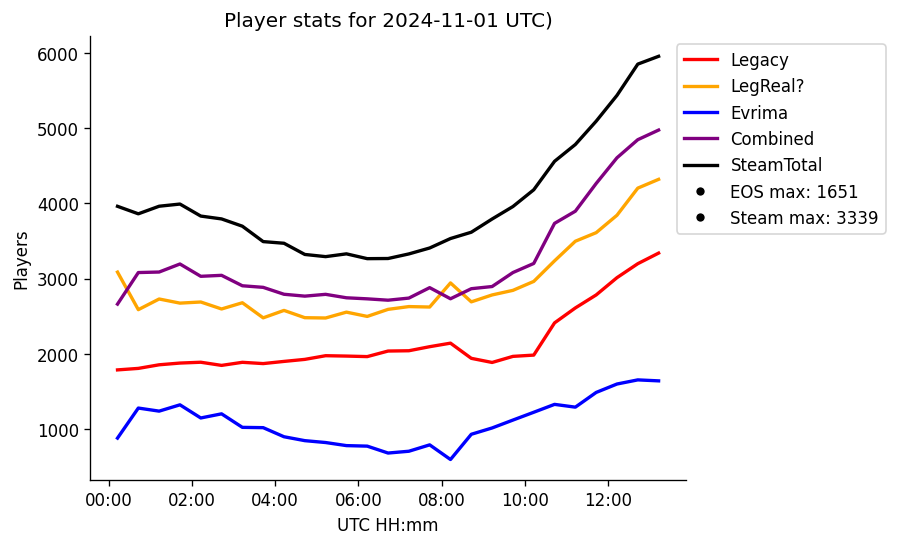 Player stats for 2024-11-01 UTC)
6000
5000
4000
3000
2000
1000
Players
00:00 02:00 04:00 06:00 08:00 10:00 12:00
UTC HH:mm
Legacy
LegReal?
Evrima
Combined
SteamTotal
EOS max: 1651
Steam max: 3339